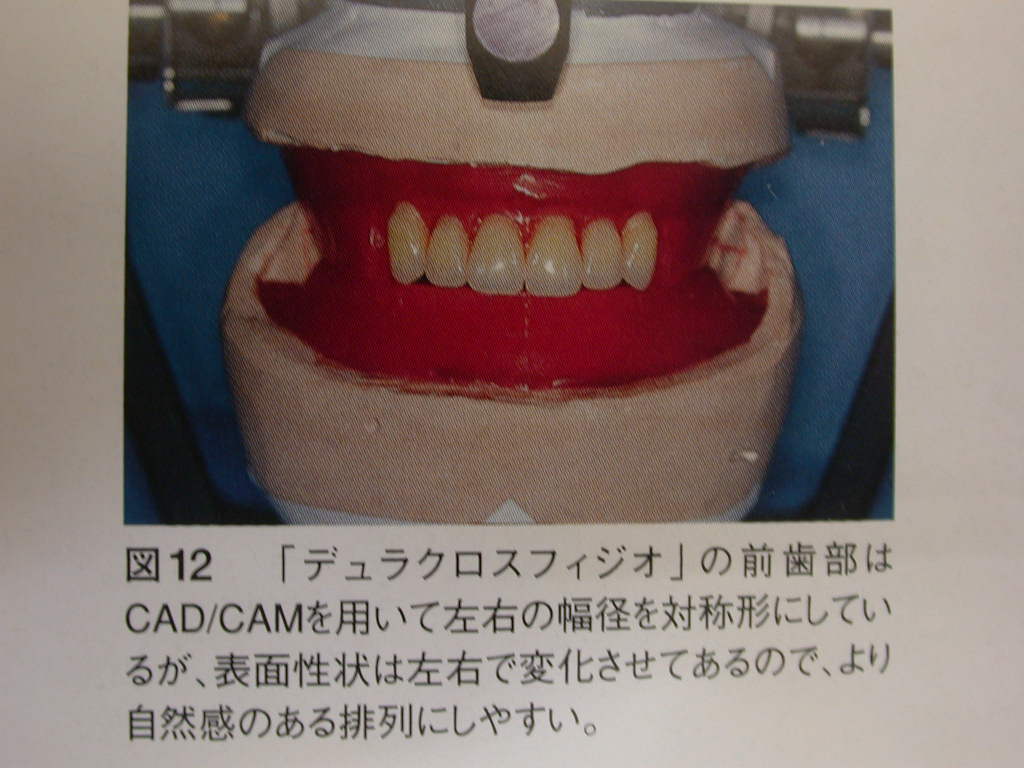 図12　「デュラクロスフィジオ」の前歯部は
CAD/CAMを用いて左右の幅径を対称形にしてい
るが、表面性状は左右で変化させてあるので、より
自然感のある排列にしやすい。